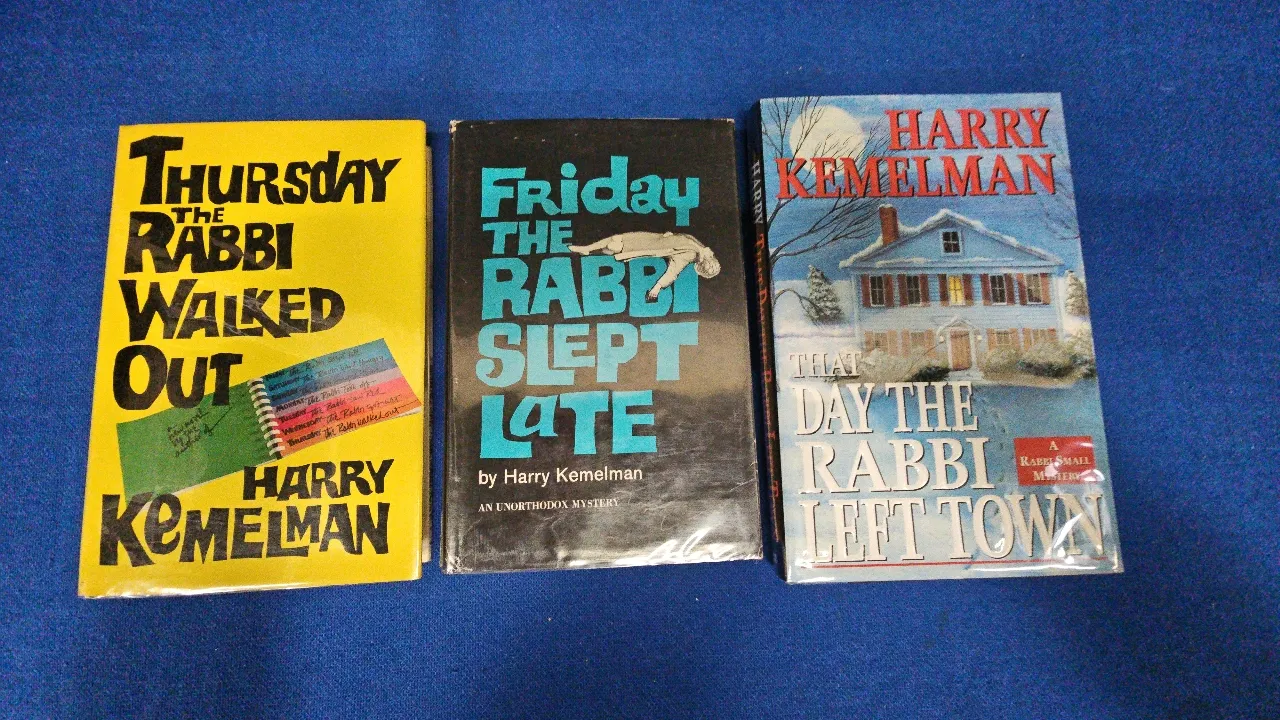 THURSDAY
THE
RABBI
WALKED
OUT
HARRY
KEMELMAN
FRiday
THE
RABBI
SLEPT
LaTE
by Harry Kemelman
AN UNORTHODOX MYSTERY
HARRY
KEMELMAN
THAT
DAY THE
RABBI
LEFT TOWN
A
RABBI SMALL
MYSTERY
HARRY